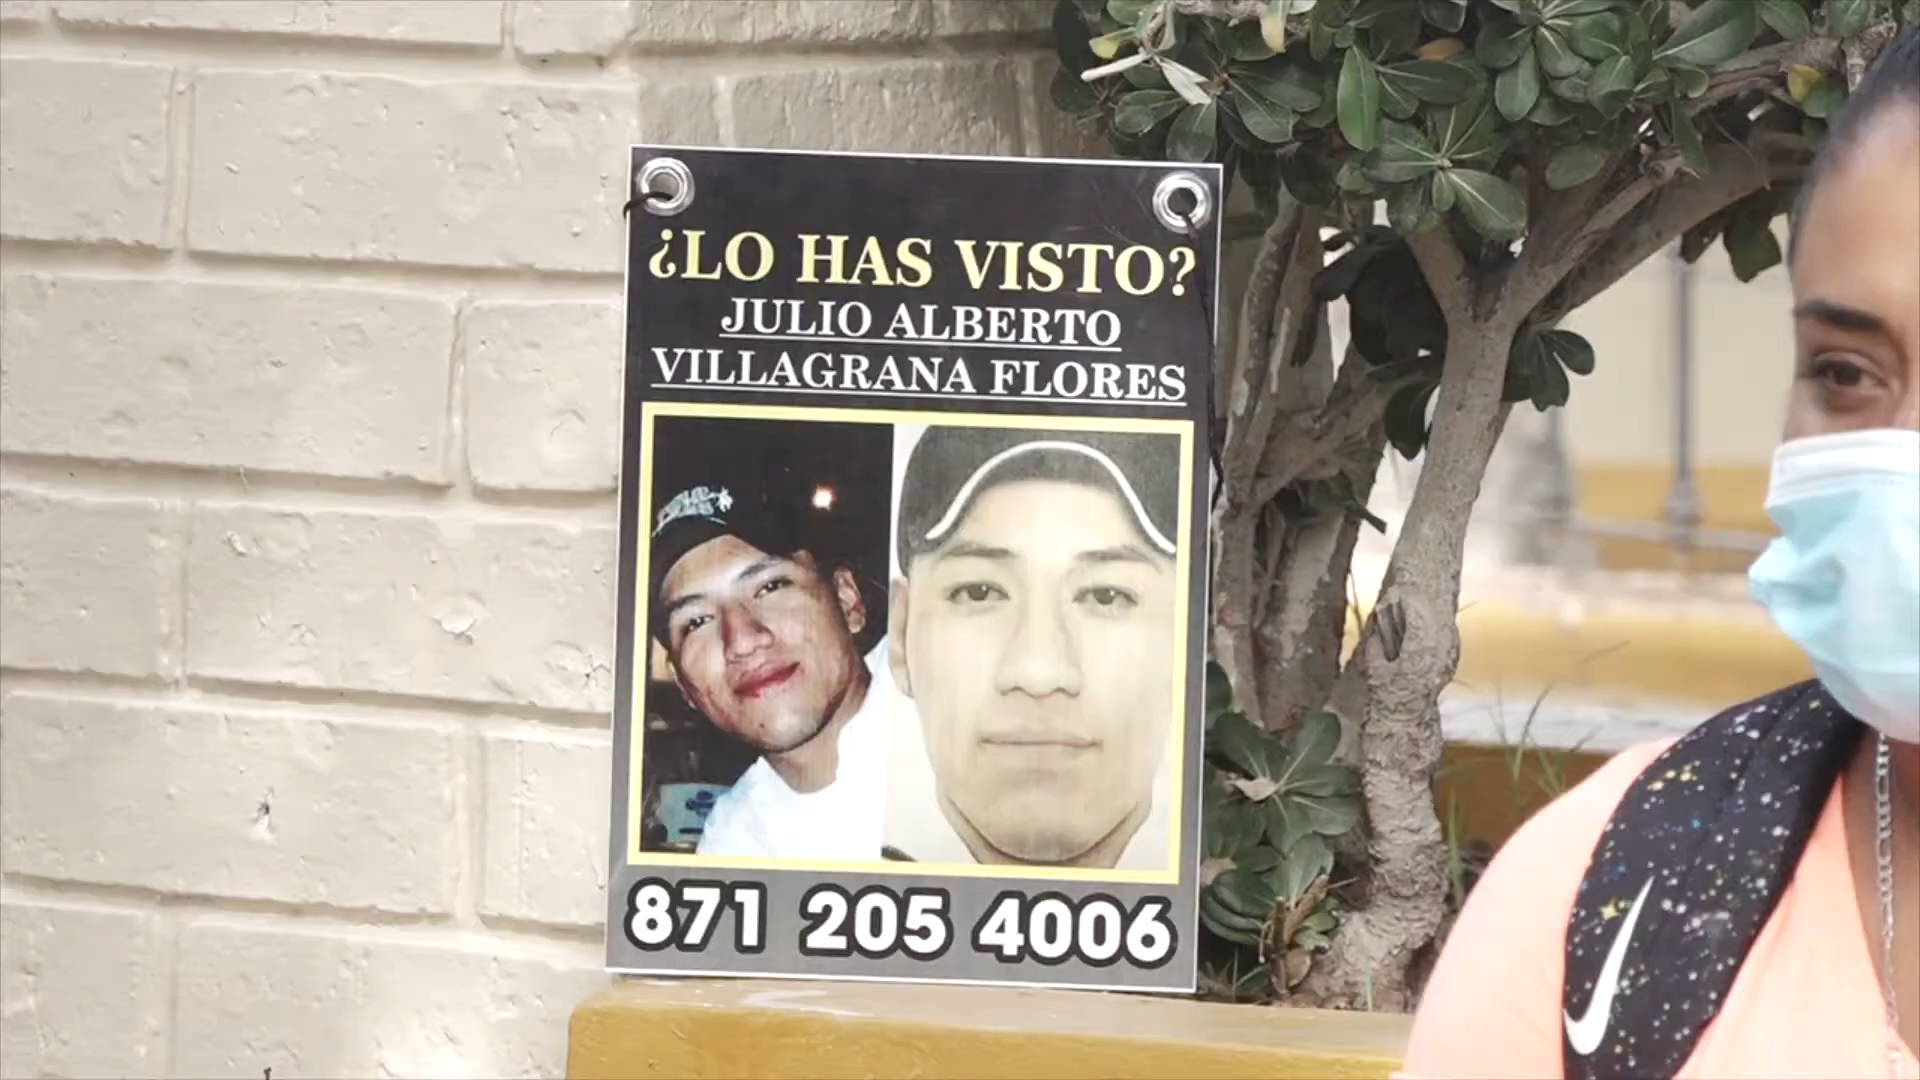 ¿LO HAS VISTO?
JULIO ALBERTO
VILLAGRANA FLORES
871 205 4006